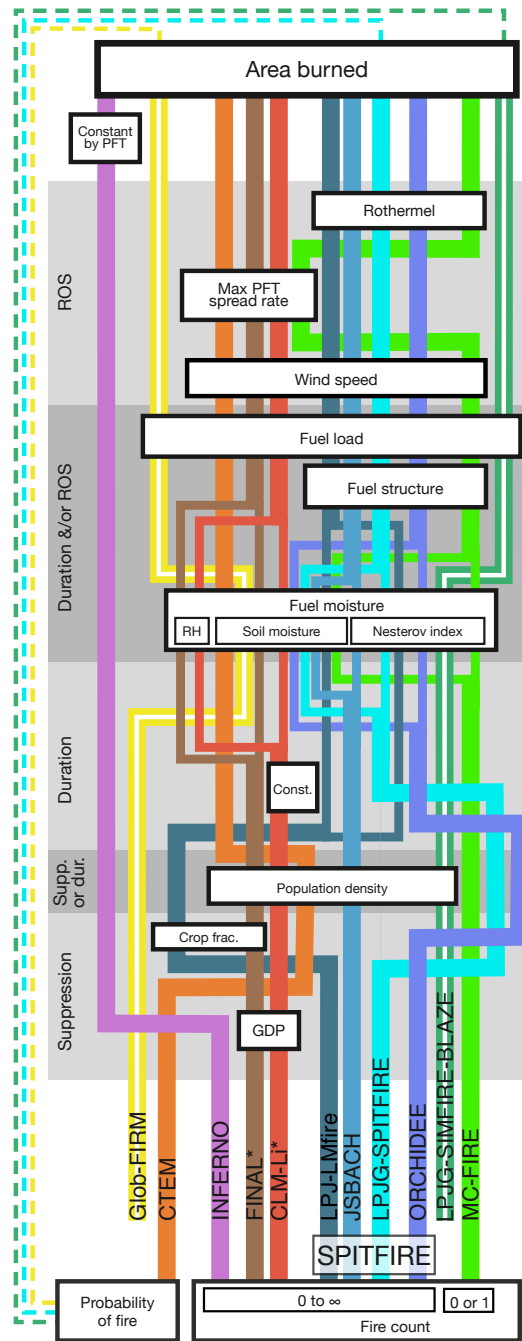 Area burned
Constant
by PFT
Rothermel
ROS
Max PFT
spread rate
Wind speed
Fuel load
Duration &/or ROS
Fuel structure
Fuel moisture
RH
Soil moisture
Nesterov index
Duration
Const.
Supp.
or dur.
Population density
Suppression
Crop frac.
GDP
Glob-FIRM
CTEM
INFERNO
FINAL*
CLM-Li*
LPJ-LMfire
JSBACH
LPJG-SPITFIRE
ORCHIDEE
LPJG-SIMFIRE-BLAZE
MC-FIRE
SPITFIRE
Probability
of fire
0 to ∞
0 or 1
Fire count